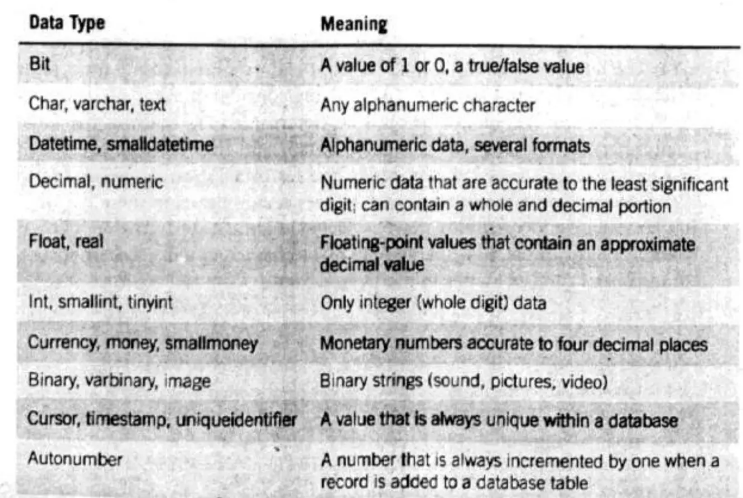 Data Type Meaning
Bit A value of 1 or 0, a true/false value
Char, varchar, text Any alphanumeric character
Datetime, smalldatetime Alphanumeric data, several formats
Decimal, numeric Numeric data that are accurate to the least significant
digit; can contain a whole and decimal portion
Float, real Floating-point values that contain an approximate
decimal value
Int, smallint, tinyint Only integer (whole digit) data
Currency, money, smallmoney Monetary numbers accurate to four decimal places
Binary, varbinary, image Binary strings (sound, pictures, video)
Cursor, timestamp, uniqueidentifier A value that is always unique within a database
Autonumber A number that is always incremented by one when a
record is added to a database table